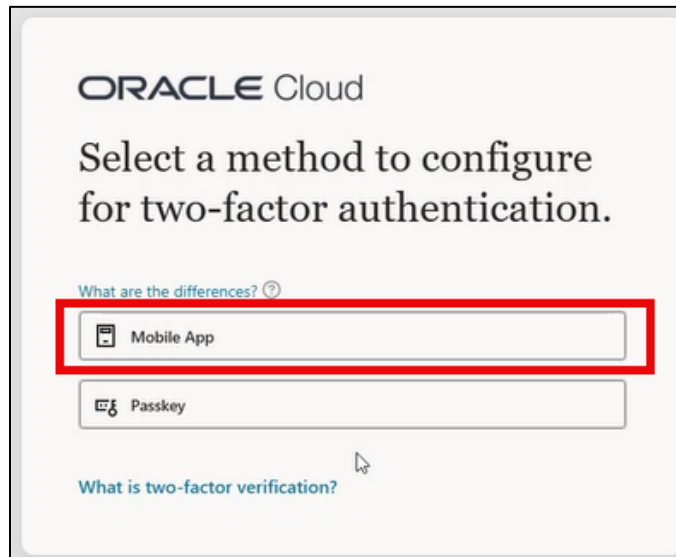 ORACLE Cloud
Select a method to configure
for two-factor authentication.
What are the differences? ?
Mobile App
Passkey
What is two-factor verification?